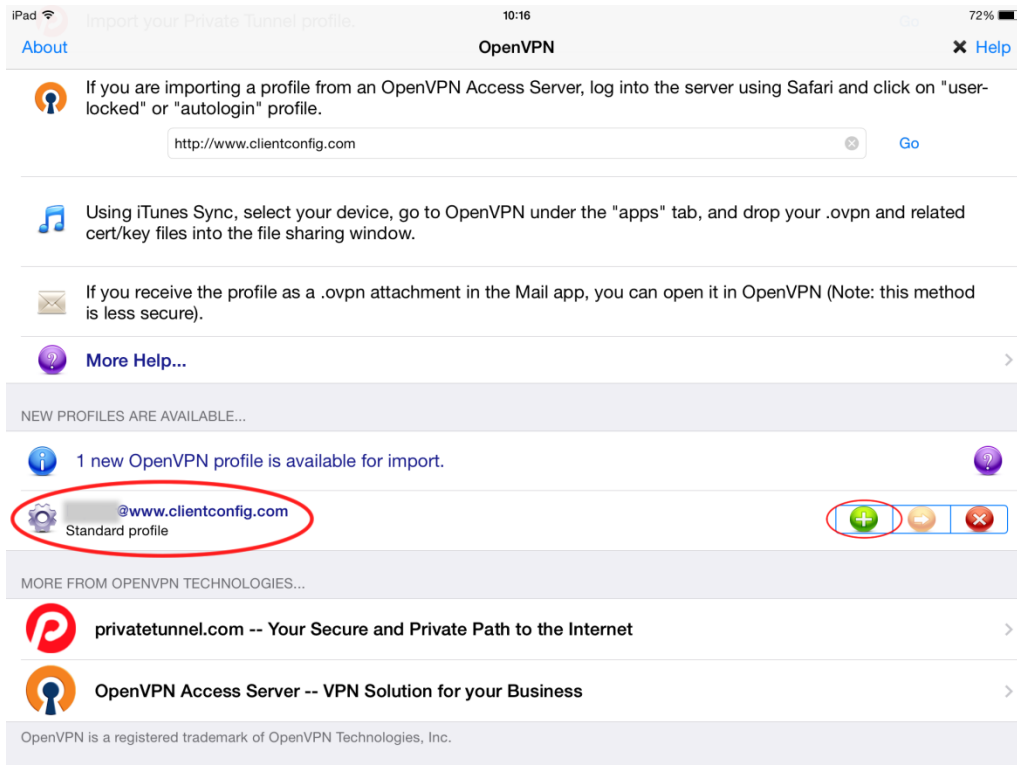 iPad 10:16 72%
Import your Private Tunnel profile. Go
About OpenVPN Help
If you are importing a profile from an OpenVPN Access Server, log into the server using Safari and click on "user-
locked" or "autologin" profile.
http://www.clientconfig.com Go
Using iTunes Sync, select your device, go to OpenVPN under the "apps" tab, and drop your .ovpn and related
cert/key files into the file sharing window.
If you receive the profile as a .ovpn attachment in the Mail app, you can open it in OpenVPN (Note: this method
is less secure).
More Help...
NEW PROFILES ARE AVAILABLE...
1 new OpenVPN profile is available for import.
@www.clientconfig.com
Standard profile
MORE FROM OPENVPN TECHNOLOGIES...
privatetunnel.com -- Your Secure and Private Path to the Internet
OpenVPN Access Server -- VPN Solution for your Business
OpenVPN is a registered trademark of OpenVPN Technologies, Inc.